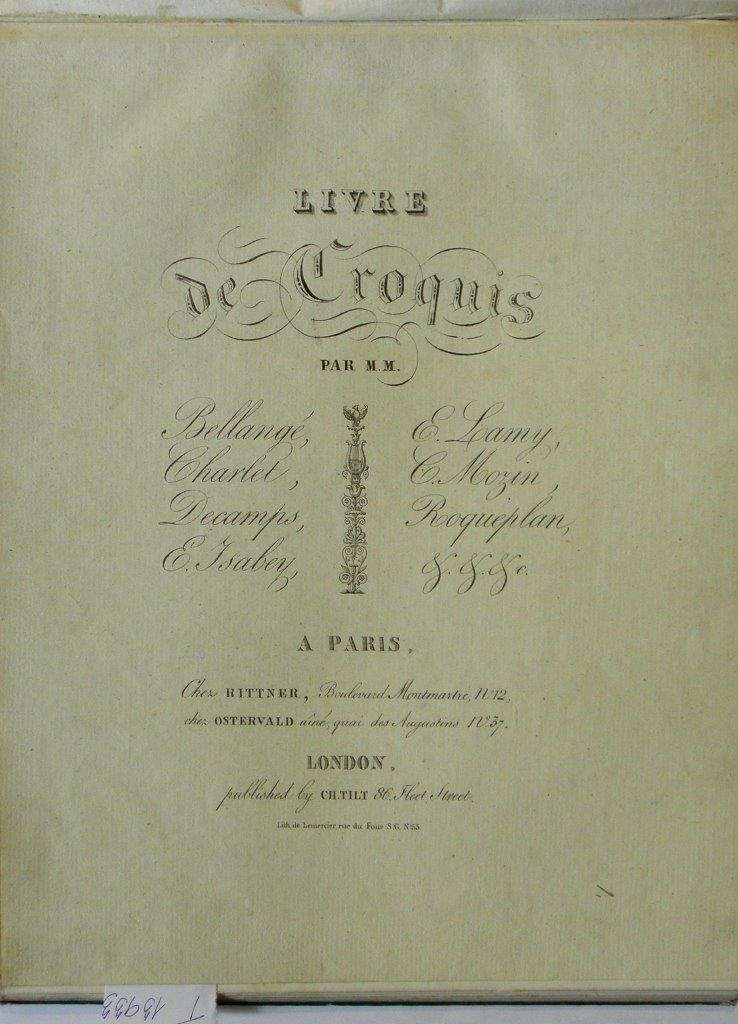 LIVRE
de Croquis
PAR M.M.
Bellangé,
Charlet,
Decamps,
E. Isabey,
E. Lamy,
C. Mozin,
Roqueplan,
&. &. &c.
A PARIS,
Chez RITTNER, Boulevard Montmartre, N° 12,
chez OSTERVALD aîné, quai des Augustins N° 37.
LONDON,
published by CH. TILT 86, Fleet Street.
Lith. de Lemercier, rue du Four S.G. N° 55
T 13933